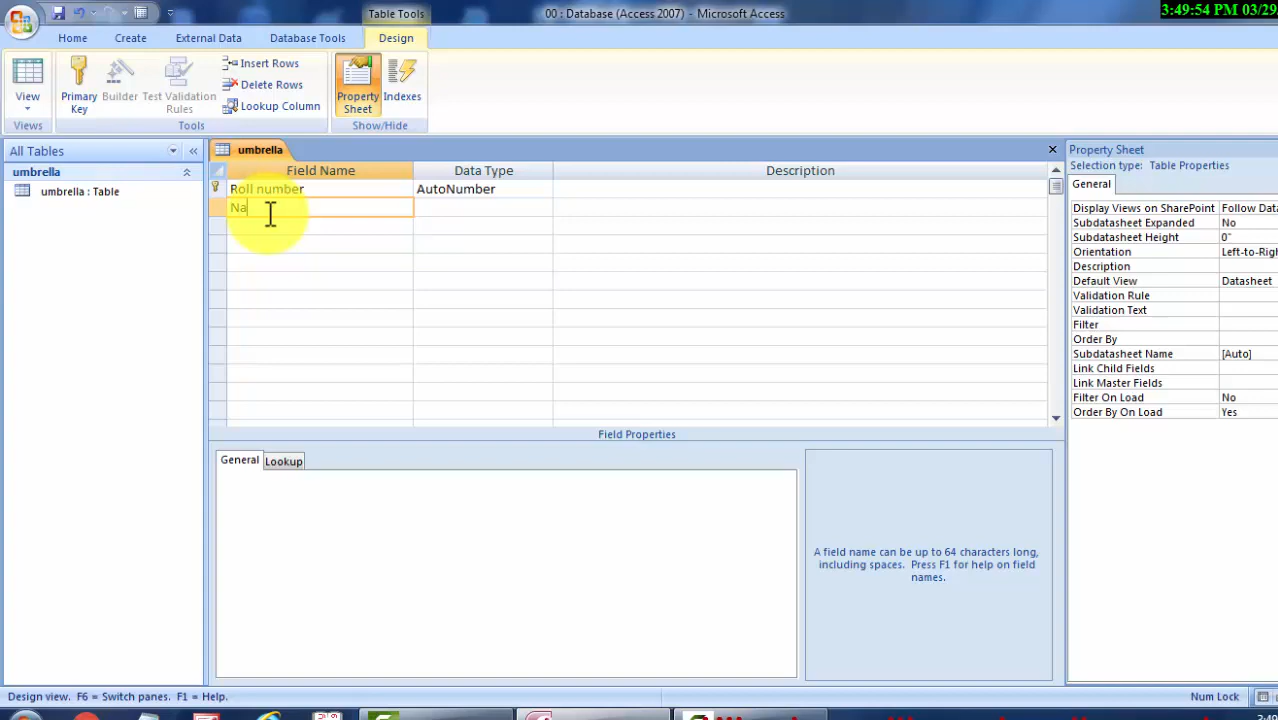 Table Tools
00 : Database (Access 2007) - Microsoft Access
3:49:54 PM 03/29
Home
Create
External Data
Database Tools
Design
View
Primary Key
Builder
Test Validation Rules
Insert Rows
Delete Rows
Lookup Column
Property Sheet
Indexes
Views
Tools
Show/Hide
All Tables
umbrella
umbrella : Table
umbrella
Field Name
Data Type
Description
Roll number
AutoNumber
Na
Field Properties
General
Lookup
A field name can be up to 64 characters long,
including spaces. Press F1 for help on field
names.
Property Sheet
Selection type: Table Properties
General
Display Views on SharePoint Follow Data
Subdatasheet Expanded No
Subdatasheet Height 0"
Orientation Left-to-Righ
Description
Default View Datasheet
Validation Rule
Validation Text
Filter
Order By
Subdatasheet Name [Auto]
Link Child Fields
Link Master Fields
Filter On Load No
Order By On Load Yes
Design view. F6 = Switch panes. F1 = Help.
Num Lock